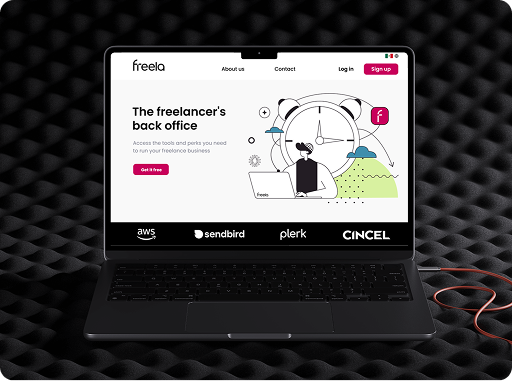 freela
About us
Contact
Log in
Sign up
The freelancer's
back office
Access the tools and perks you need
to run your freelance business
Get it free
f
freela
aws
sendbird
plerk
CINCEL